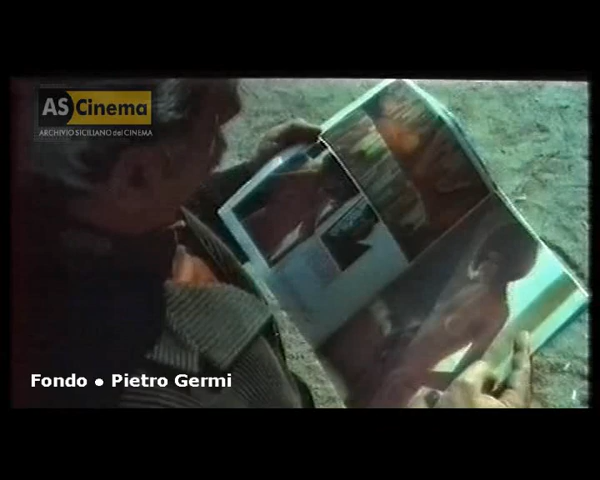 AS Cinema
ARCHIVIO SICILIANO del CINEMA
Fondo ● Pietro Germi